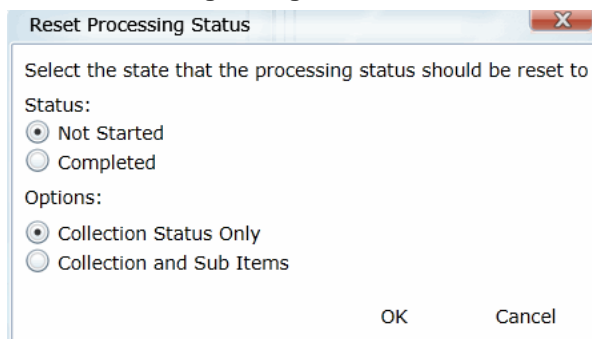 Reset Processing Status
Select the state that the processing status should be reset to
Status:
Not Started
Completed
Options:
Collection Status Only
Collection and Sub Items
OK Cancel